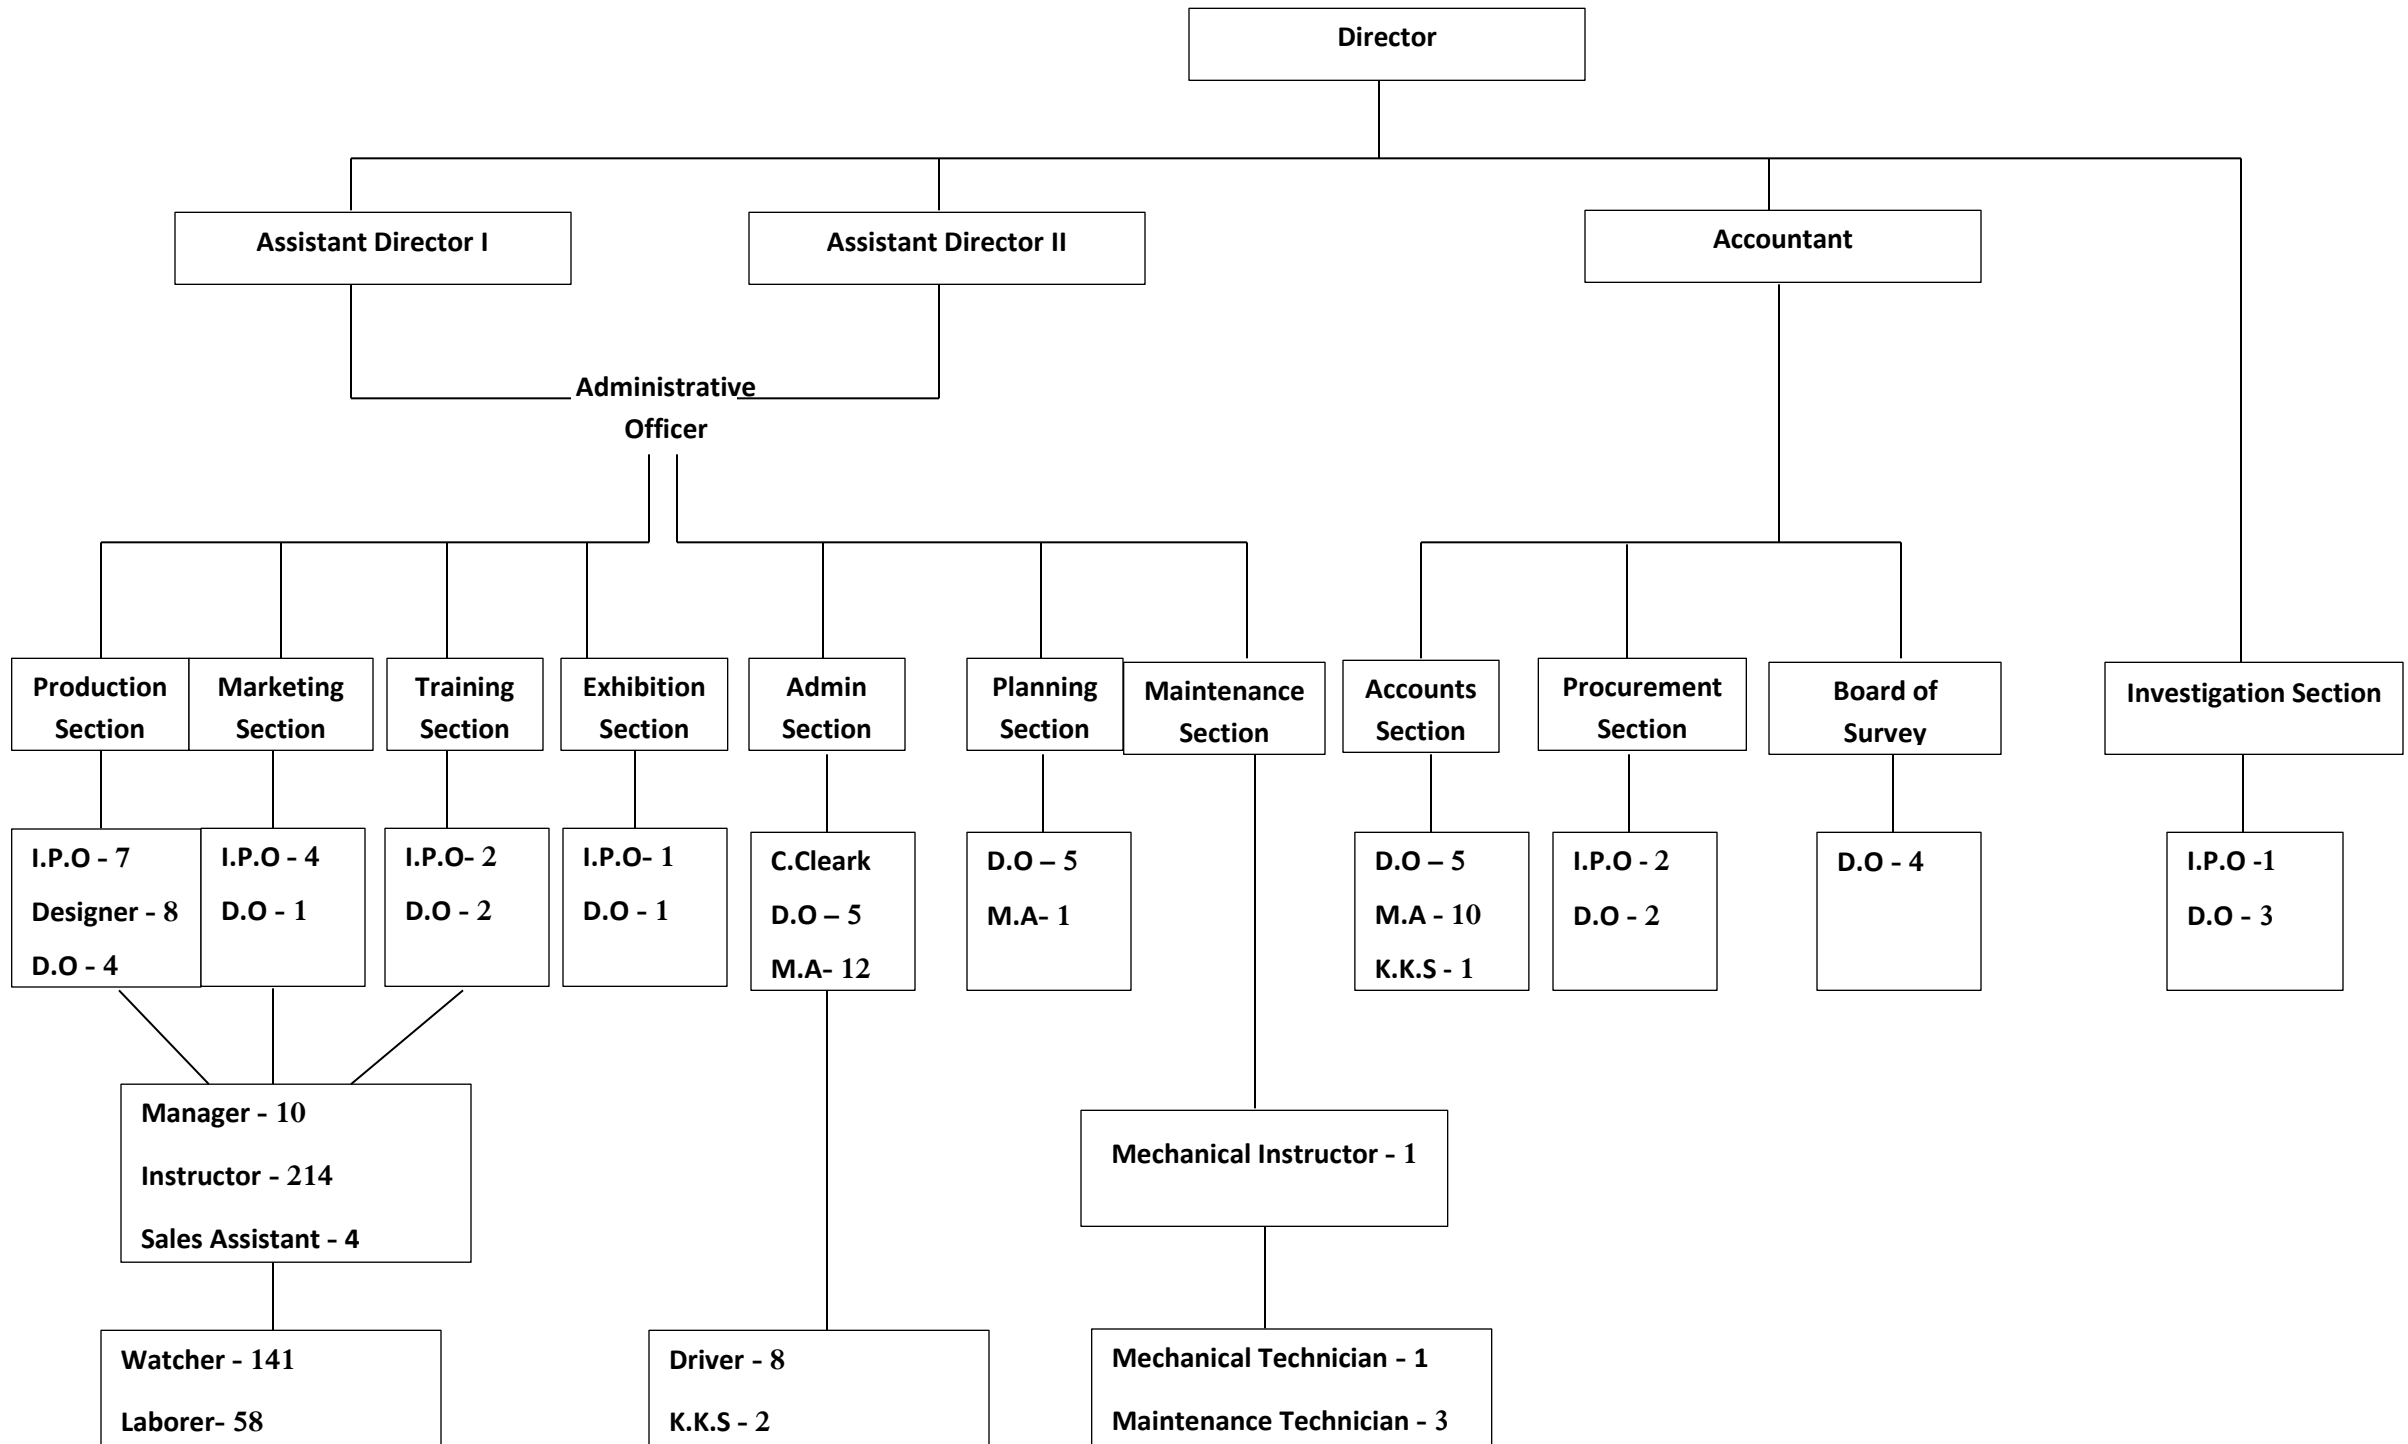 Director
Assistant Director I
Assistant Director II
Accountant
Administrative
Officer
Production
Section
Marketing
Section
Training
Section
Exhibition
Section
Admin
Section
Planning
Section
Maintenance
Section
Accounts
Section
Procurement
Section
Board of
Survey
Investigation Section
I.P.O - 7
Designer - 8
D.O - 4
I.P.O - 4
D.O - 1
I.P.O- 2
D.O - 2
I.P.O- 1
D.O - 1
C.Cleark
D.O – 5
M.A- 12
D.O – 5
M.A- 1
D.O – 5
M.A - 10
K.K.S - 1
I.P.O - 2
D.O - 2
D.O - 4
I.P.O -1
D.O - 3
Manager - 10
Instructor - 214
Sales Assistant - 4
Mechanical Instructor - 1
Watcher - 141
Laborer- 58
Driver - 8
K.K.S - 2
Mechanical Technician - 1
Maintenance Technician - 3